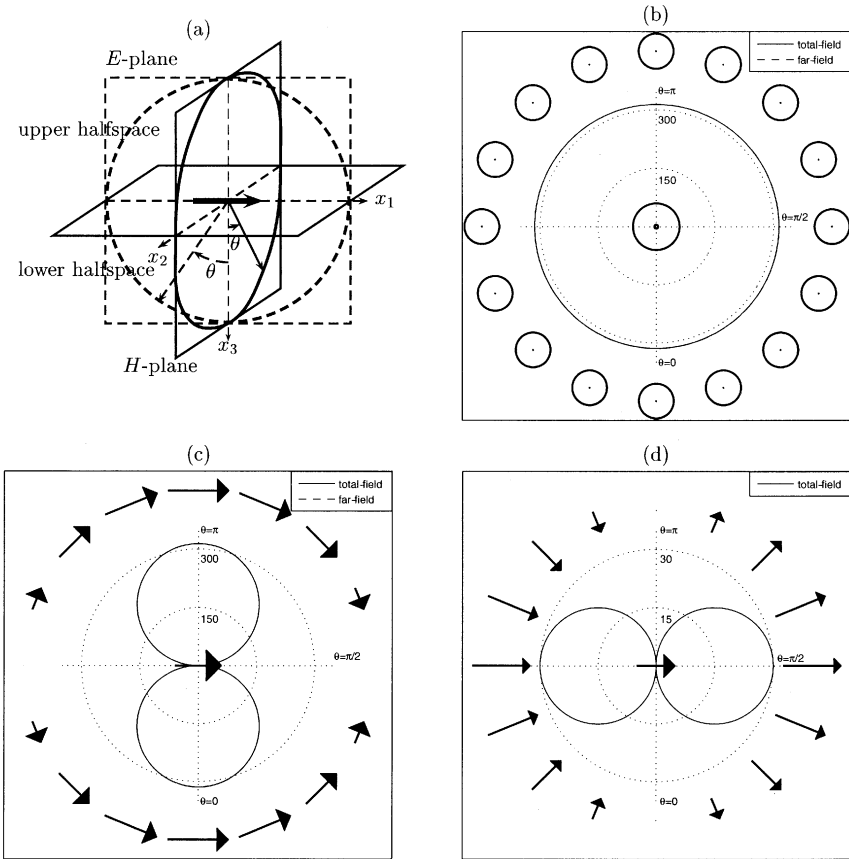 (a)
E-plane
upper halfspace
x1
x2
θ
θ
lower halfspace
x3
H-plane
(b)
total-field
far-field
θ=π
300
150
θ=π/2
θ=0
(c)
total-field
far-field
θ=π
300
150
θ=π/2
θ=0
(d)
total-field
θ=π
30
15
θ=π/2
θ=0